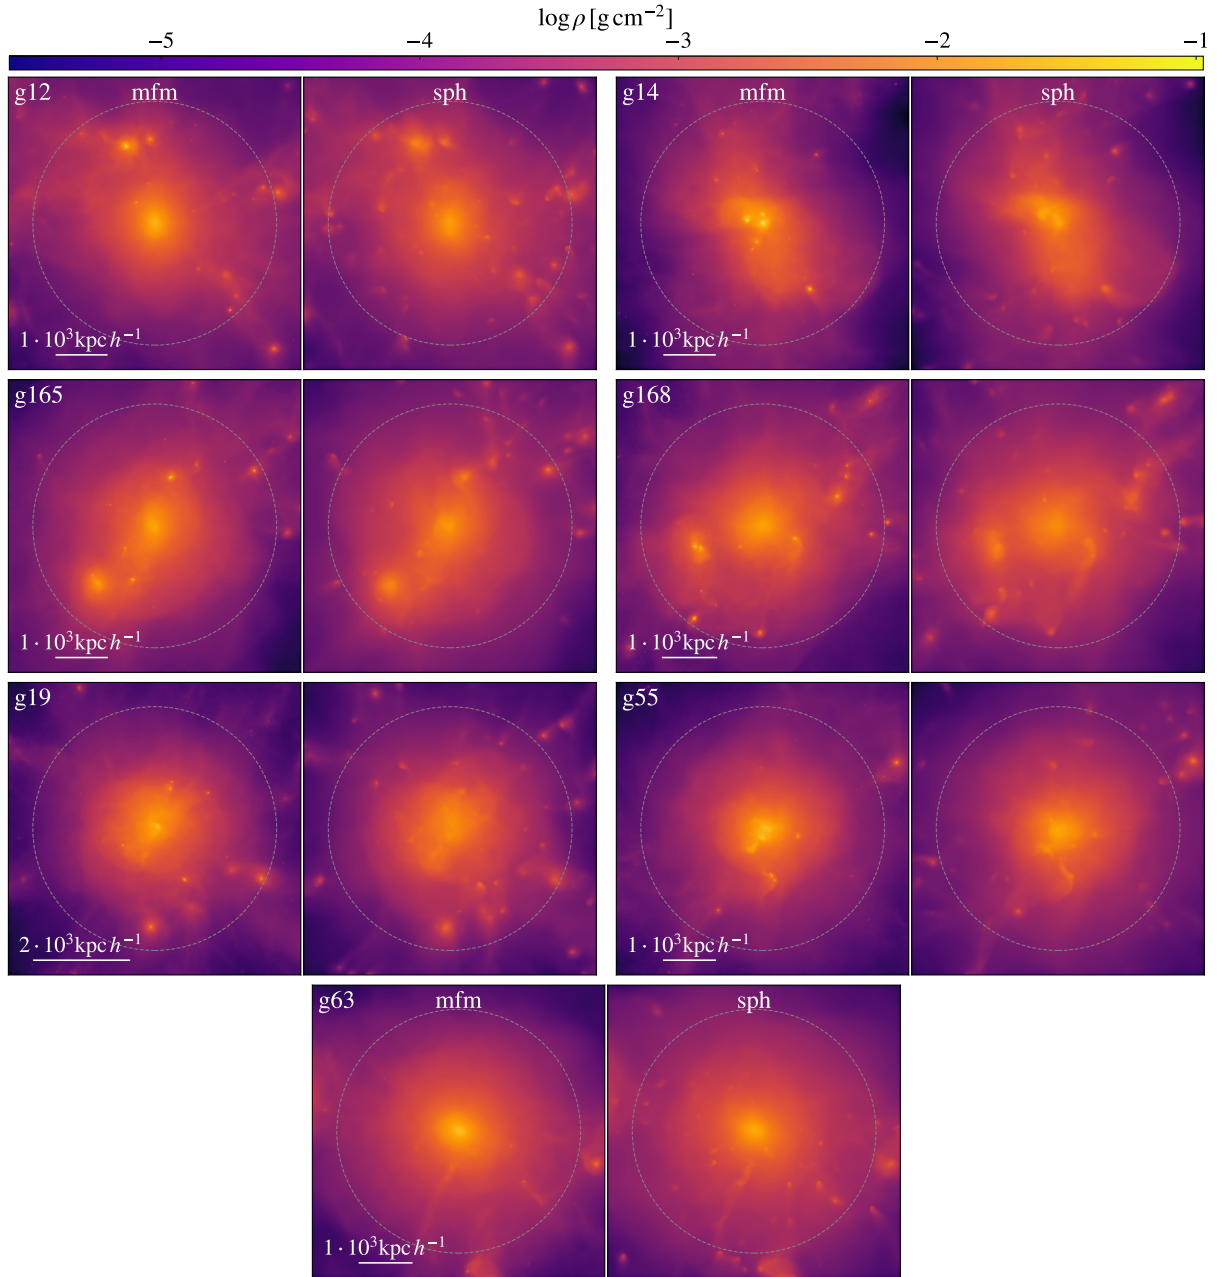 log ρ [g cm⁻²]
−5 −4 −3 −2 −1
g12 mfm sph g14 mfm sph
1 · 10³kpc h⁻¹ 1 · 10³kpc h⁻¹
g165 g168
1 · 10³kpc h⁻¹ 1 · 10³kpc h⁻¹
g19 g55
2 · 10³kpc h⁻¹ 1 · 10³kpc h⁻¹
g63 mfm sph
1 · 10³kpc h⁻¹